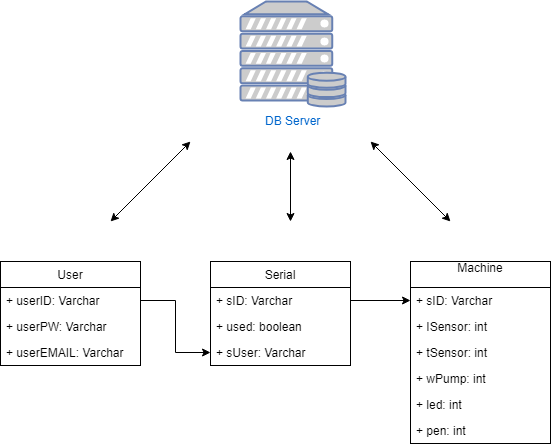 DB Server
User
+ userID: Varchar
+ userPW: Varchar
+ userEMAIL: Varchar
Serial
+ sID: Varchar
+ used: boolean
+ sUser: Varchar
Machine
+ sID: Varchar
+ lSensor: int
+ tSensor: int
+ wPump: int
+ led: int
+ pen: int